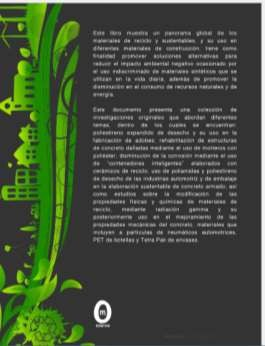 Este libro muestra un panorama global de los
materiales de reciclo y sustentables, y su uso en
diferentes materiales de construcción, tiene como
finalidad promover soluciones alternativas para
reducir el impacto ambiental negativo ocasionado por
el uso indiscriminado de materiales sintéticos que se
utilizan en la vida diaria, además de promover la
disminución en el consumo de recursos naturales y de
energía.
Este documento presenta una colección de
investigaciones originales que abordan diferentes
temas, dentro de los cuales se encuentran:
poliestireno expandido de desecho y su uso en la
fabricación de adobes; rehabilitación de estructuras
de concreto dañadas mediante el uso de morteros con
poliéster; disminución de la corrosión mediante el uso
de "contenedores inteligentes" elaborados con
cerámicos de reciclo; uso de poliamidas y poliestireno
de desecho de las industrias automotriz y de embalaje
en la elaboración sustentable de concreto armado; así
como estudios sobre la modificación de las
propiedades físicas y químicas de materiales de
reciclo, mediante radiación gamma y su
posteriormente uso en el mejoramiento de las
propiedades mecánicas del concreto, materiales que
incluyen a partículas de neumáticos automotrices,
PET de botellas y Tetra Pak de envases.
m